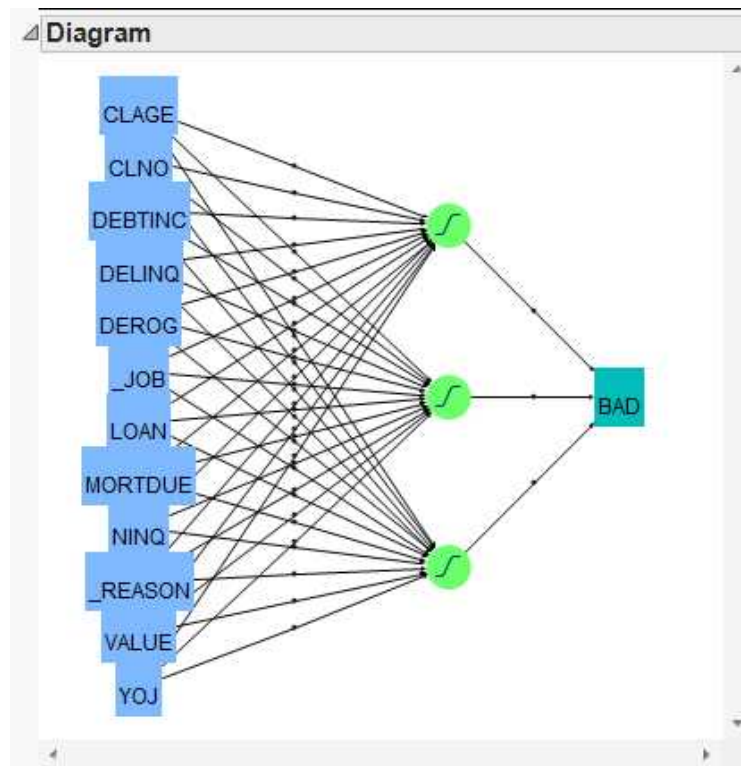 Diagram
CLAGE
CLNO
DEBTINC
DELINQ
DEROG
_JOB
LOAN
MORTDUE
NINQ
_REASON
VALUE
YOJ
BAD